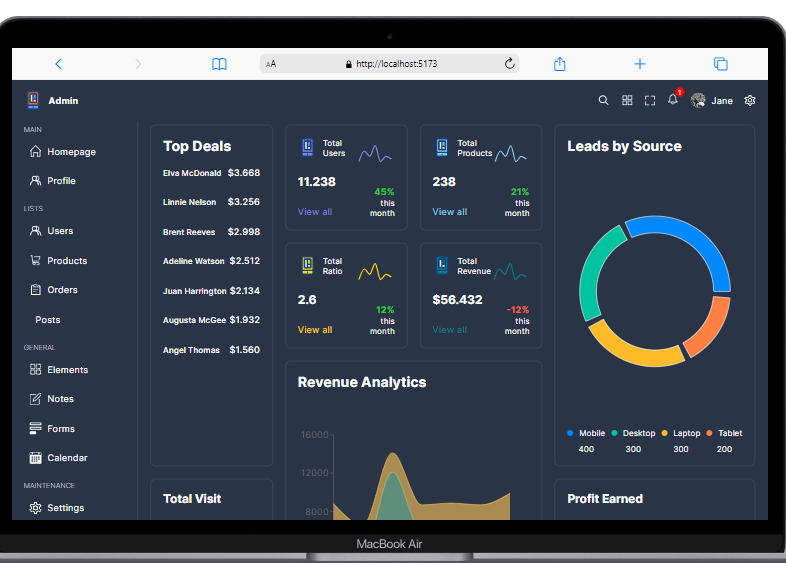 AA
http://localhost:5173
Admin
1
Jane
MAIN
Homepage
Profile
LISTS
Users
Products
Orders
Posts
GENERAL
Elements
Notes
Forms
Calendar
MAINTENANCE
Settings
Top Deals
Elva McDonald $3.668
Linnie Nelson $3.256
Brent Reeves $2.998
Adeline Watson $2.512
Juan Harrington $2.134
Augusta McGee $1.932
Angel Thomas $1.560
Total
Users
11.238
View all
45%
this
month
Total
Products
238
View all
21%
this
month
Total
Ratio
2.6
View all
12%
this
month
Total
Revenue
$56.432
View all
-12%
this
month
Leads by Source
Mobile Desktop Laptop Tablet
400 300 300 200
Revenue Analytics
16000
12000
8000
Total Visit
Profit Earned
MacBook Air